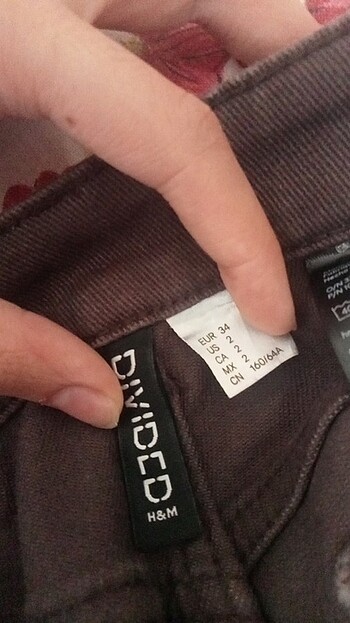 EUR 34
US 2
CA 2
MX 2
CN 160/64A
DIVIDED
H&M